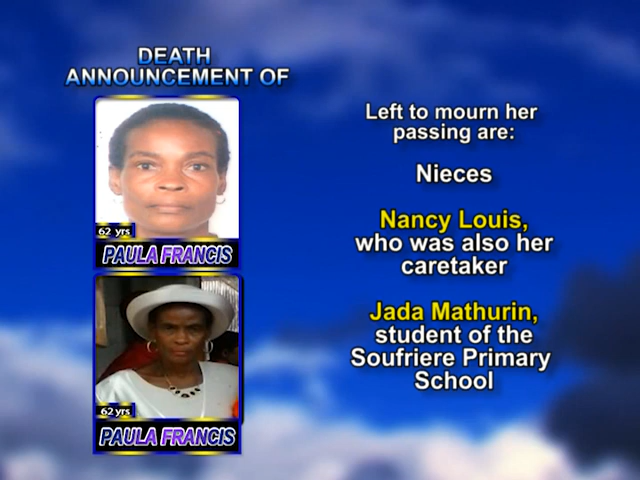 DEATH
ANNOUNCEMENT OF
62 yrs
PAULA FRANCIS
62 yrs
PAULA FRANCIS
Left to mourn her
passing are:
Nieces
Nancy Louis,
who was also her
caretaker
Jada Mathurin,
student of the
Soufriere Primary
School